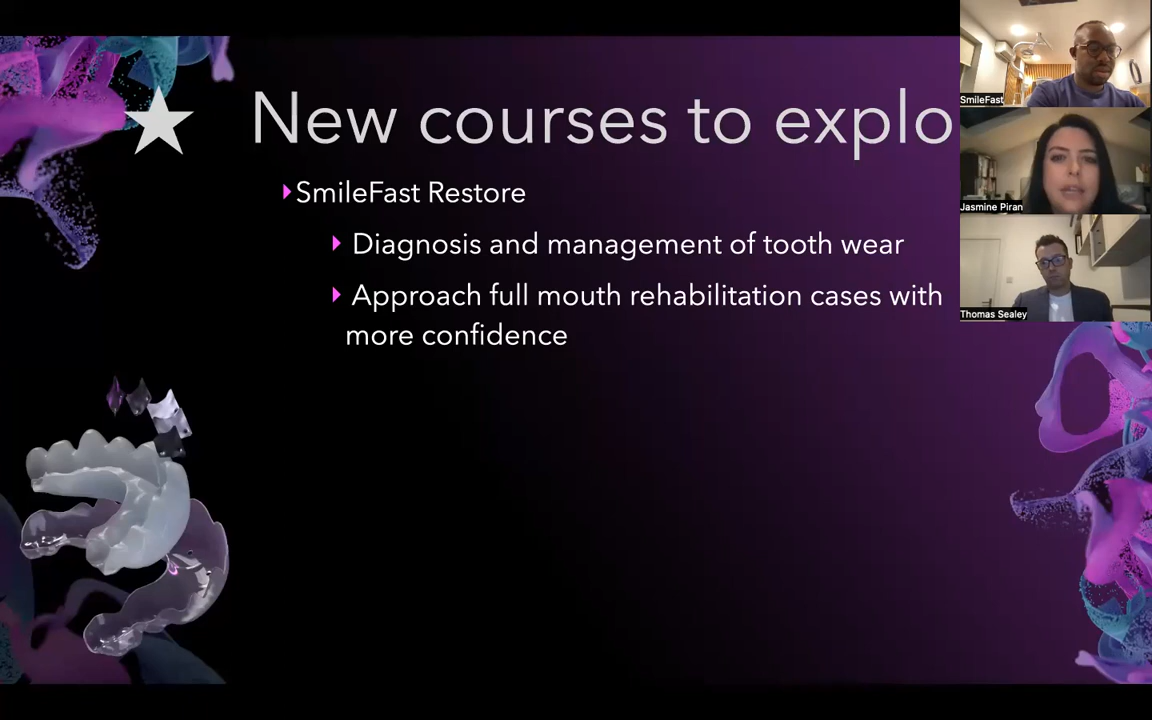 New courses to explo
SmileFast Restore
Diagnosis and management of tooth wear
Approach full mouth rehabilitation cases with
more confidence
SmileFast
Jasmine Piran
Thomas Sealey